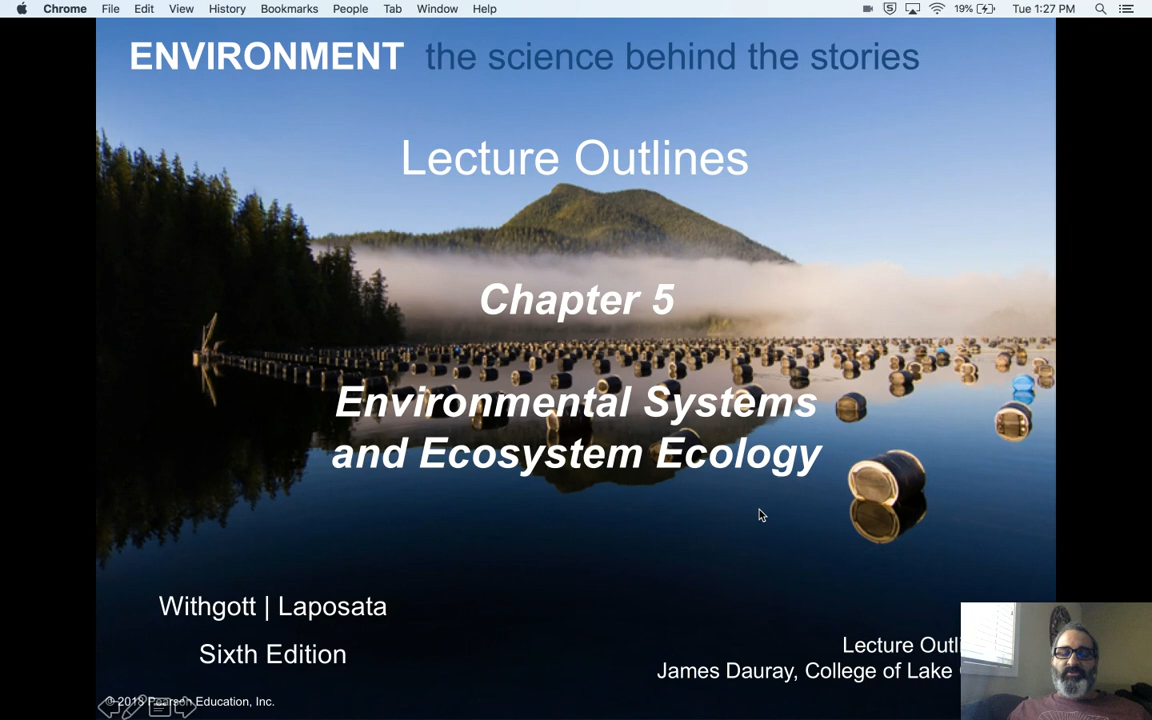 Chrome File Edit View History Bookmarks People Tab Window Help 19% Tue 1:27 PM
ENVIRONMENT the science behind the stories
Lecture Outlines
Chapter 5
Environmental Systems
and Ecosystem Ecology
Withgott | Laposata
Sixth Edition
Lecture
James Dauray, College of Lake
© 2018 Pearson Education, Inc.